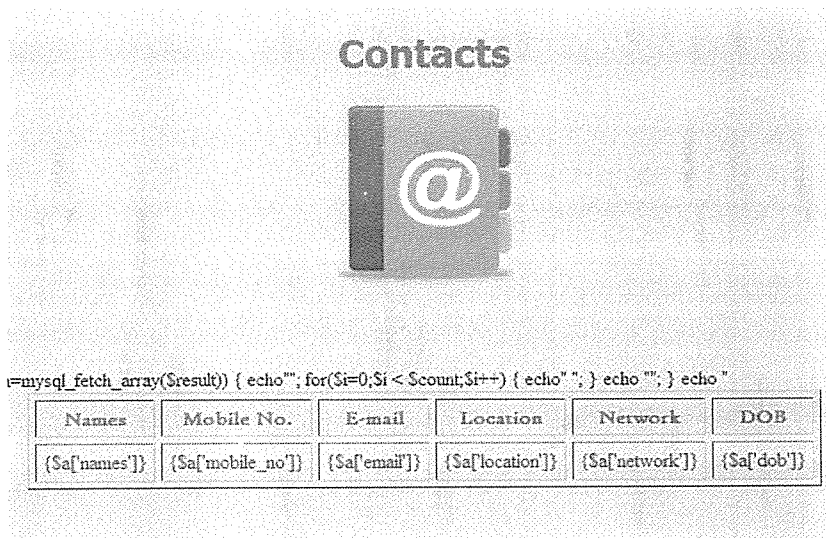 Contacts
@
=mysql_fetch_array($result)) { echo""; for($i=0;$i < $count;$i++) { echo" "; } echo ""; } echo "
Names Mobile No. E-mail Location Network DOB
{$a['names']} {$a['mobile_no']} {$a['email']} {$a['location']} {$a['network']} {$a['dob']}